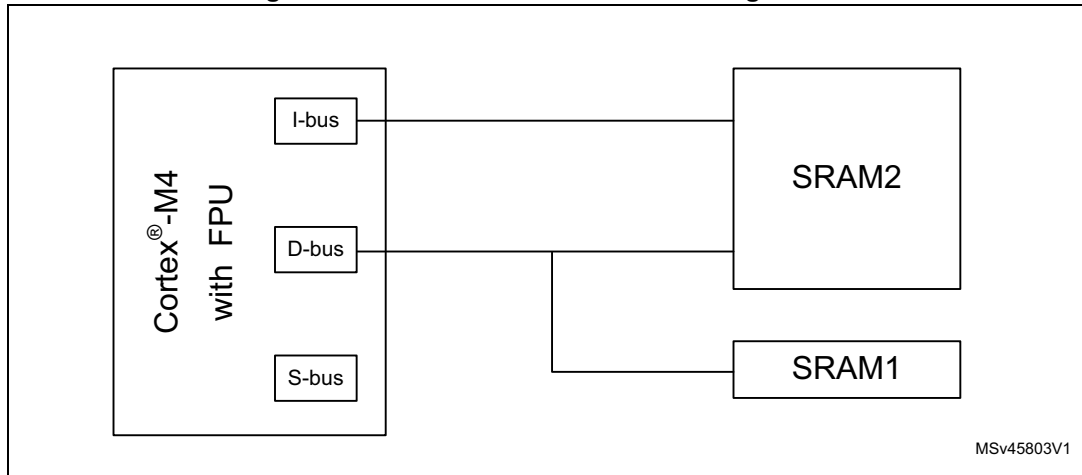 I-bus
D-bus
S-bus
Cortex®-M4
with FPU
SRAM2
SRAM1
MSv45803V1